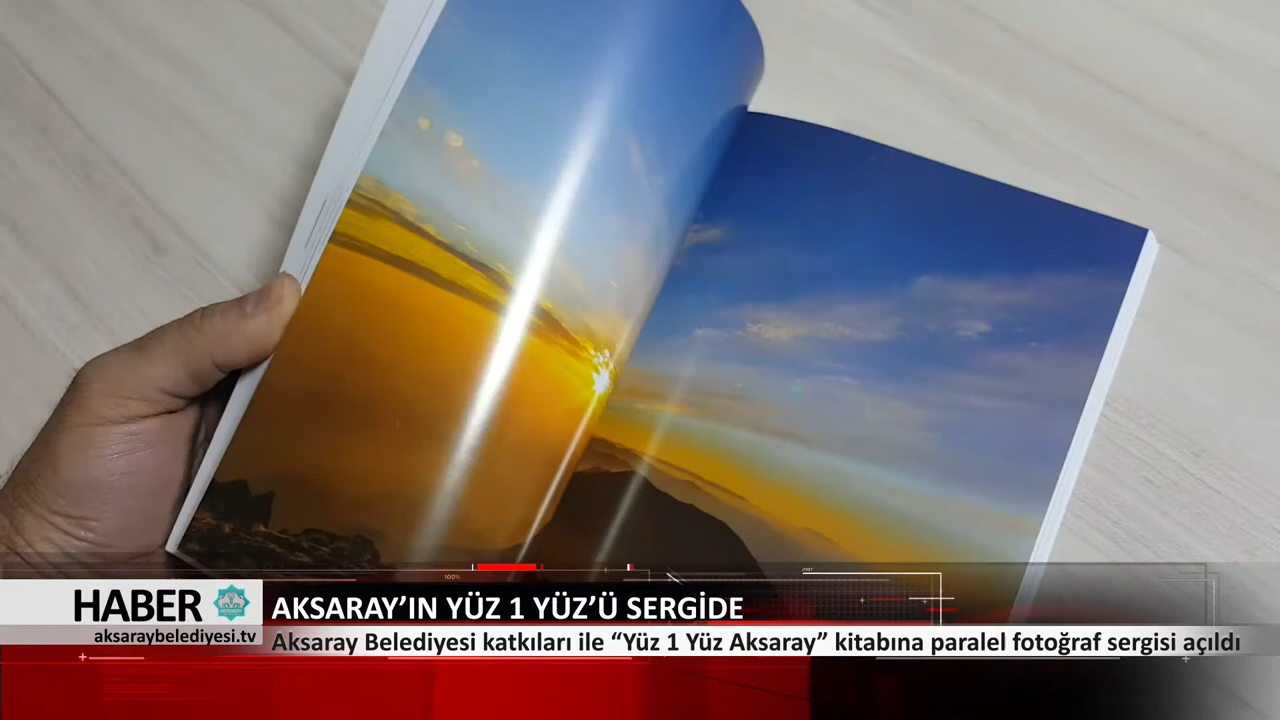 100%
HABER
aksaraybelediyesi.tv
AKSARAY’IN YÜZ 1 YÜZ’Ü SERGİDE
Aksaray Belediyesi katkıları ile “Yüz 1 Yüz Aksaray” kitabına paralel fotoğraf sergisi açıldı